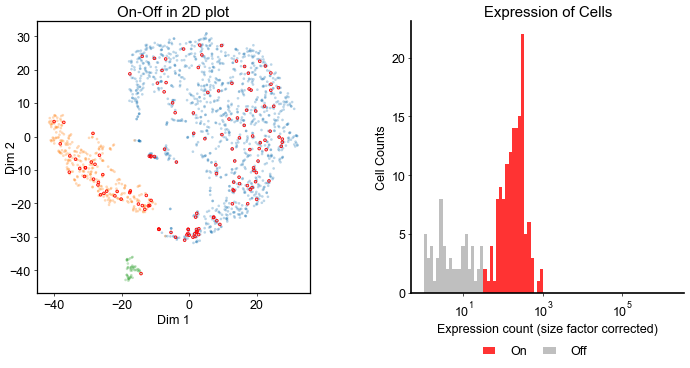 On-Off in 2D plot
30
20
10
0
−10
−20
−30
−40
Dim 2
−40 −20 0 20
Dim 1
Expression of Cells
20
15
10
5
0
Cell Counts
10^1 10^3 10^5
Expression count (size factor corrected)
On Off